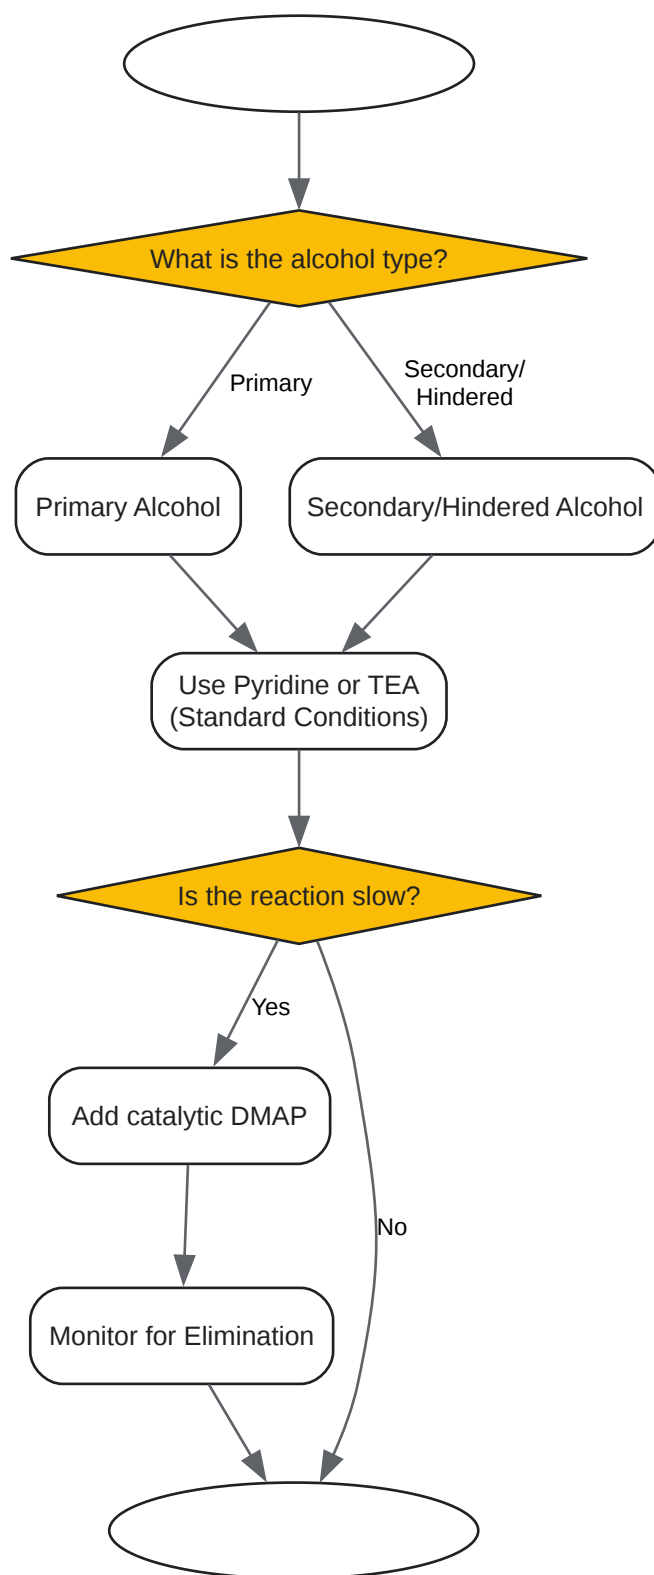 What is the alcohol type?
Primary
Secondary/
Hindered
Primary Alcohol
Secondary/Hindered Alcohol
Use Pyridine or TEA
(Standard Conditions)
Is the reaction slow?
Yes
Add catalytic DMAP
No
Monitor for Elimination